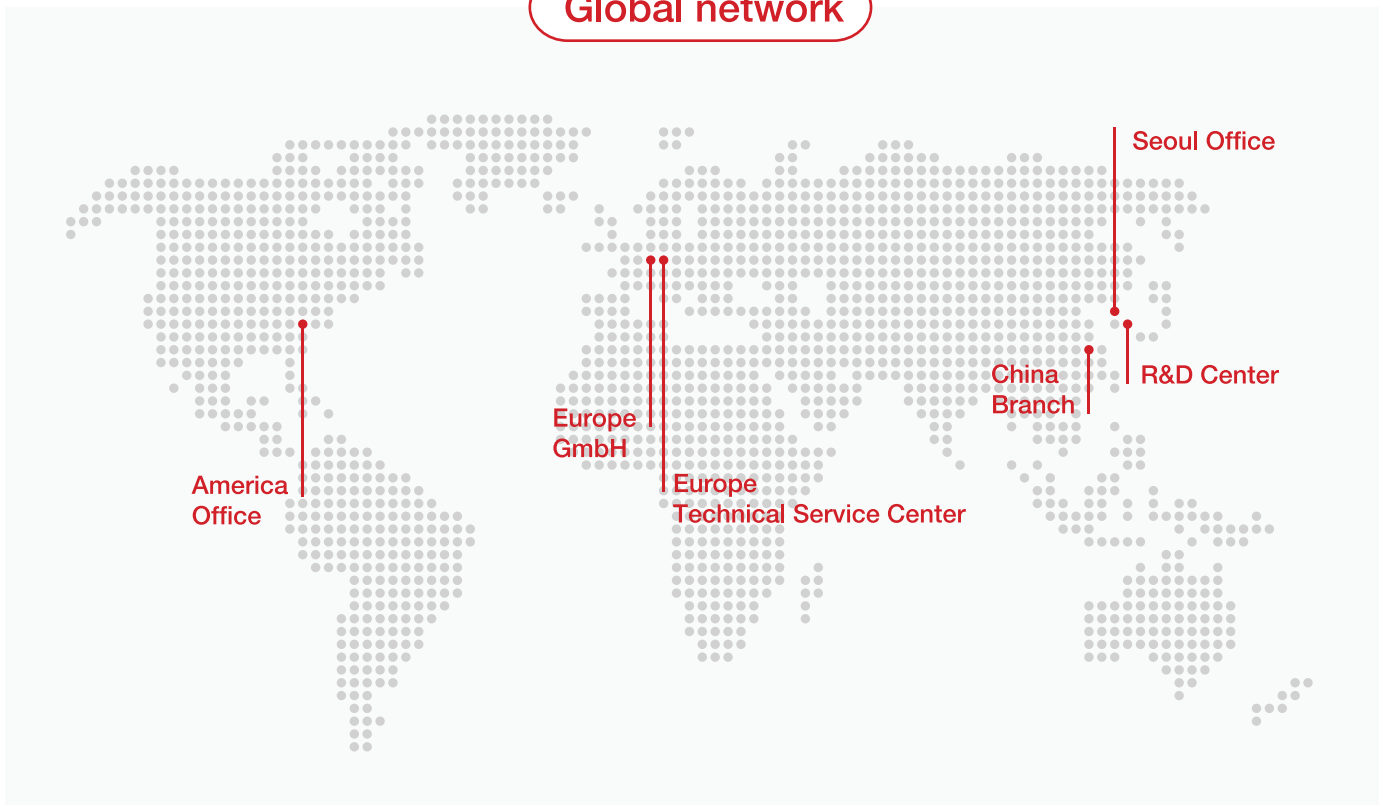 Global network
Seoul Office
China
Branch
R&D Center
Europe
GmbH
America
Office
Europe
Technical Service Center